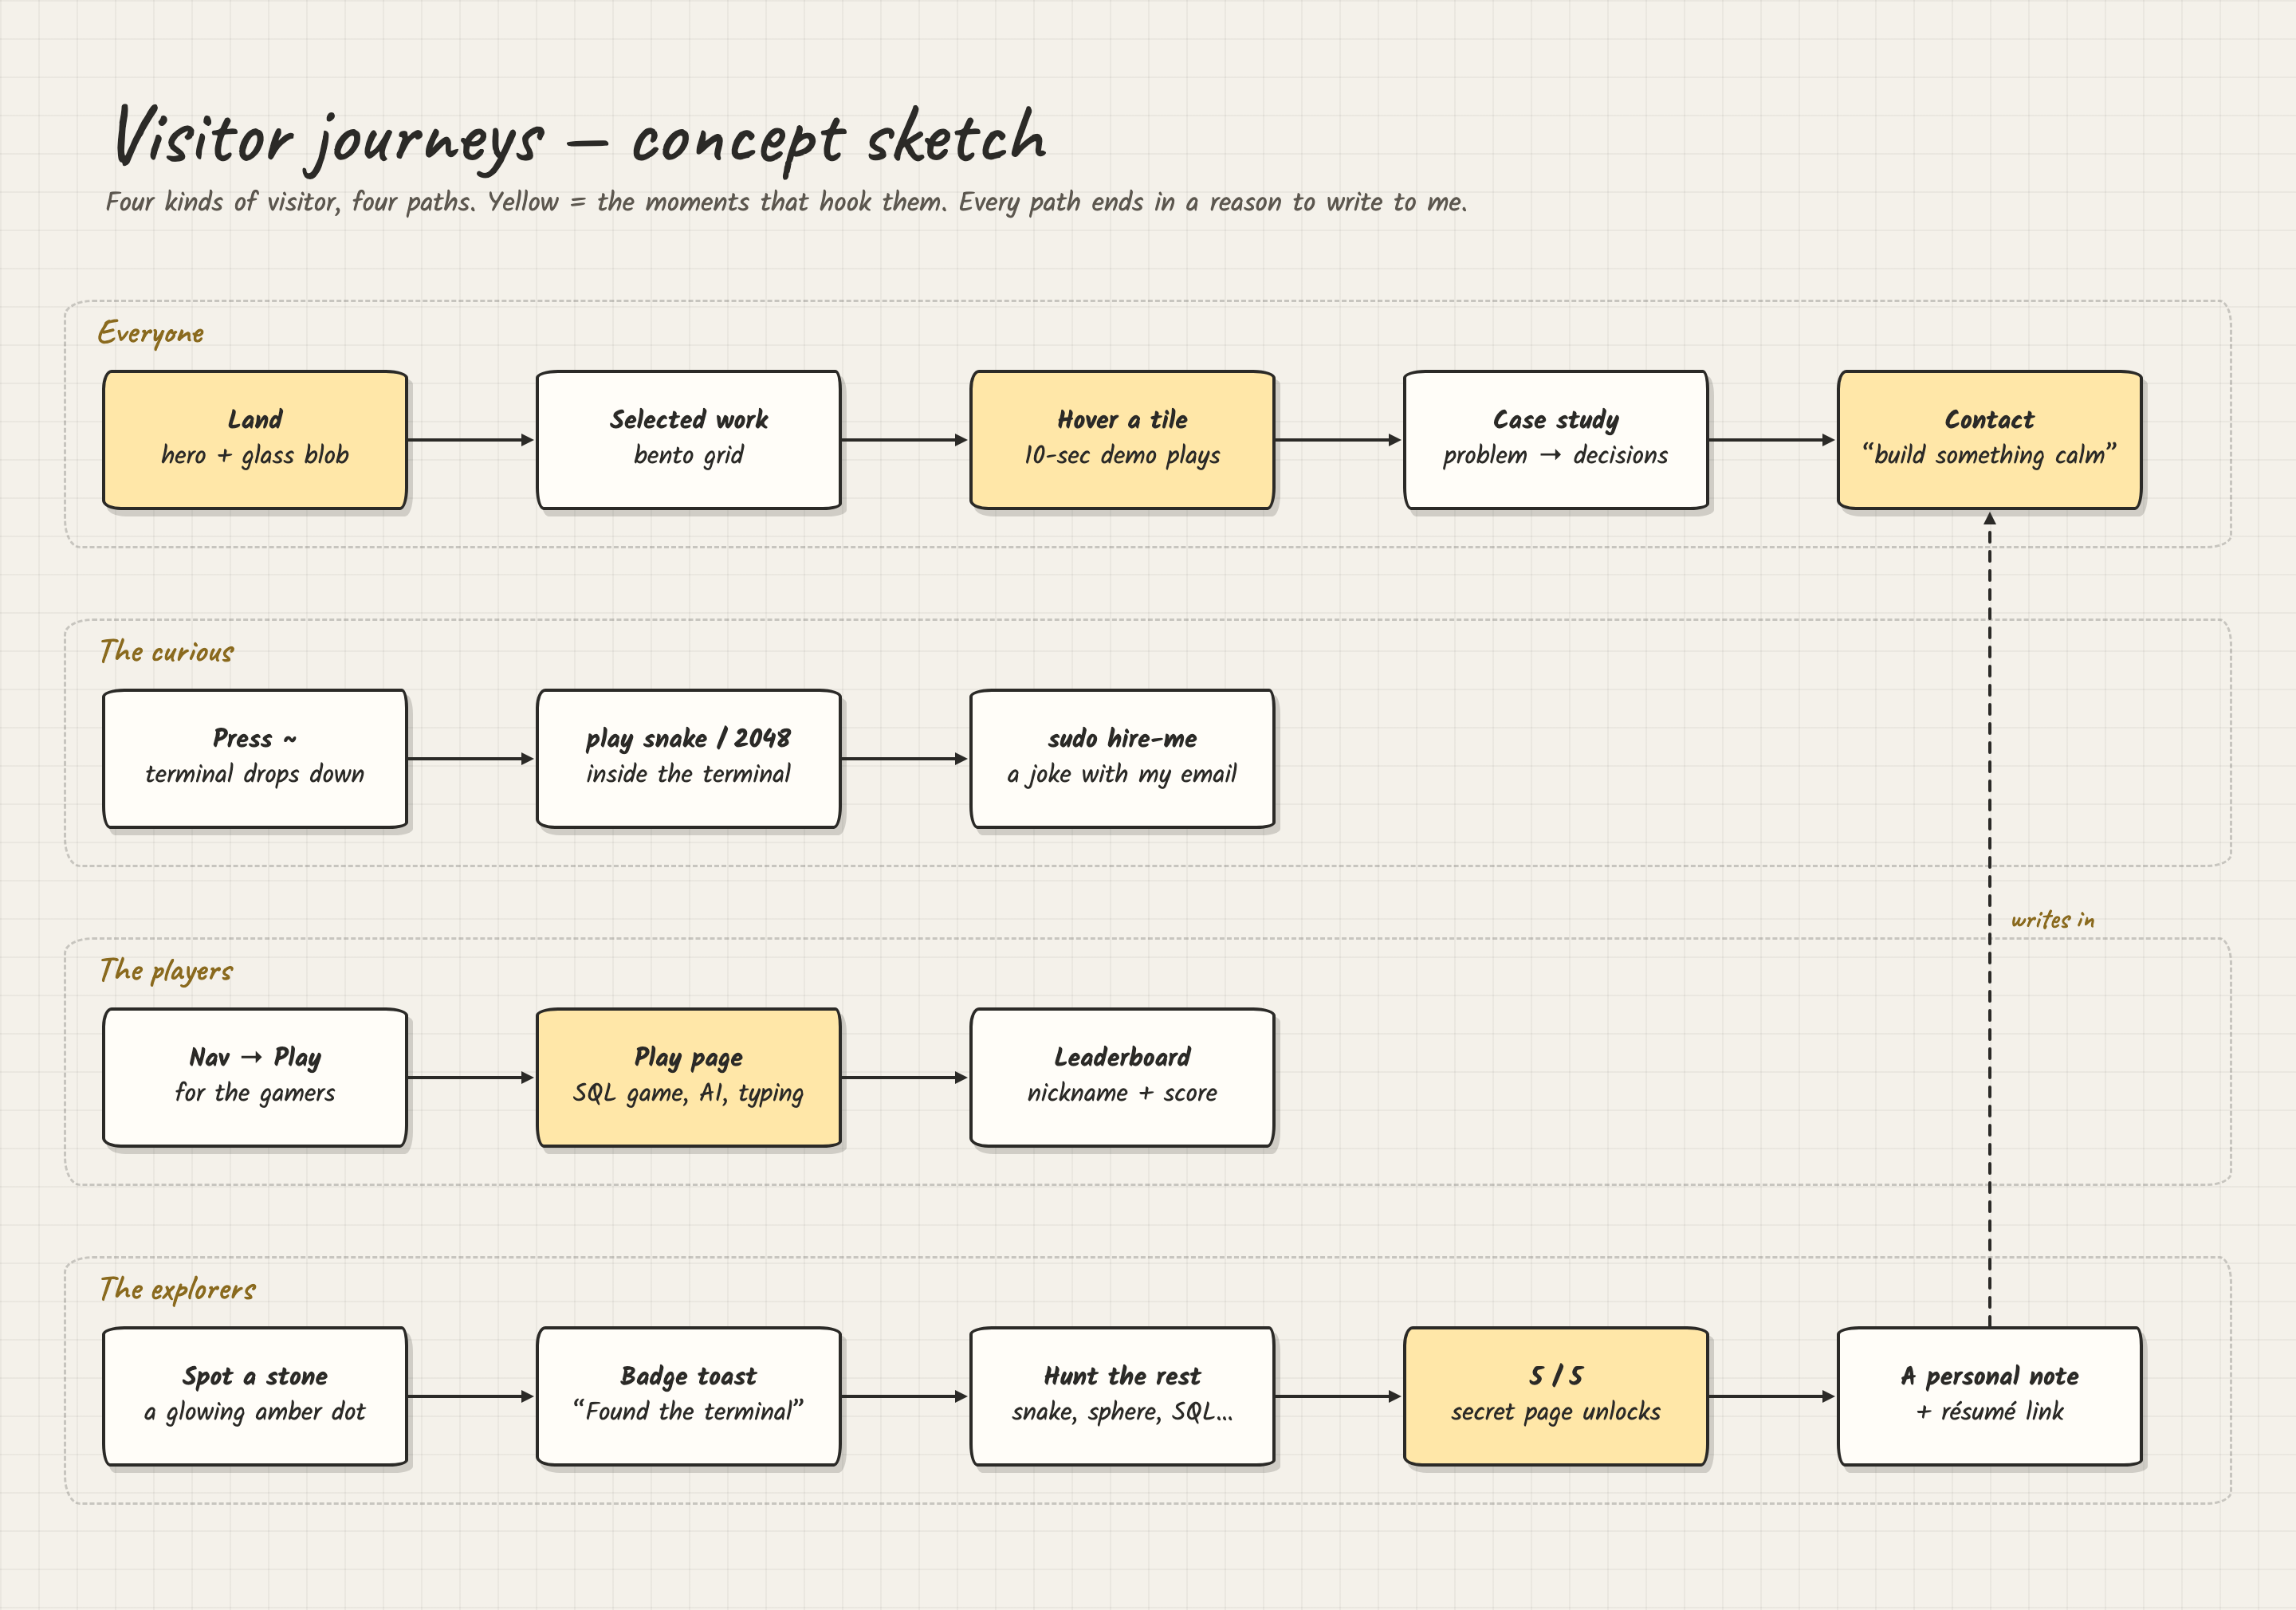 Visitor journeys — concept sketch
Four kinds of visitor, four paths. Yellow = the moments that hook them. Every path ends in a reason to write to me.
Everyone
Land
hero + glass blob
Selected work
bento grid
Hover a tile
10-sec demo plays
Case study
problem → decisions
Contact
“build something calm”
The curious
Press ~
terminal drops down
play snake / 2048
inside the terminal
sudo hire-me
a joke with my email
writes in
The players
Nav → Play
for the gamers
Play page
SQL game, AI, typing
Leaderboard
nickname + score
The explorers
Spot a stone
a glowing amber dot
Badge toast
“Found the terminal”
Hunt the rest
snake, sphere, SQL…
5 / 5
secret page unlocks
A personal note
+ résumé link